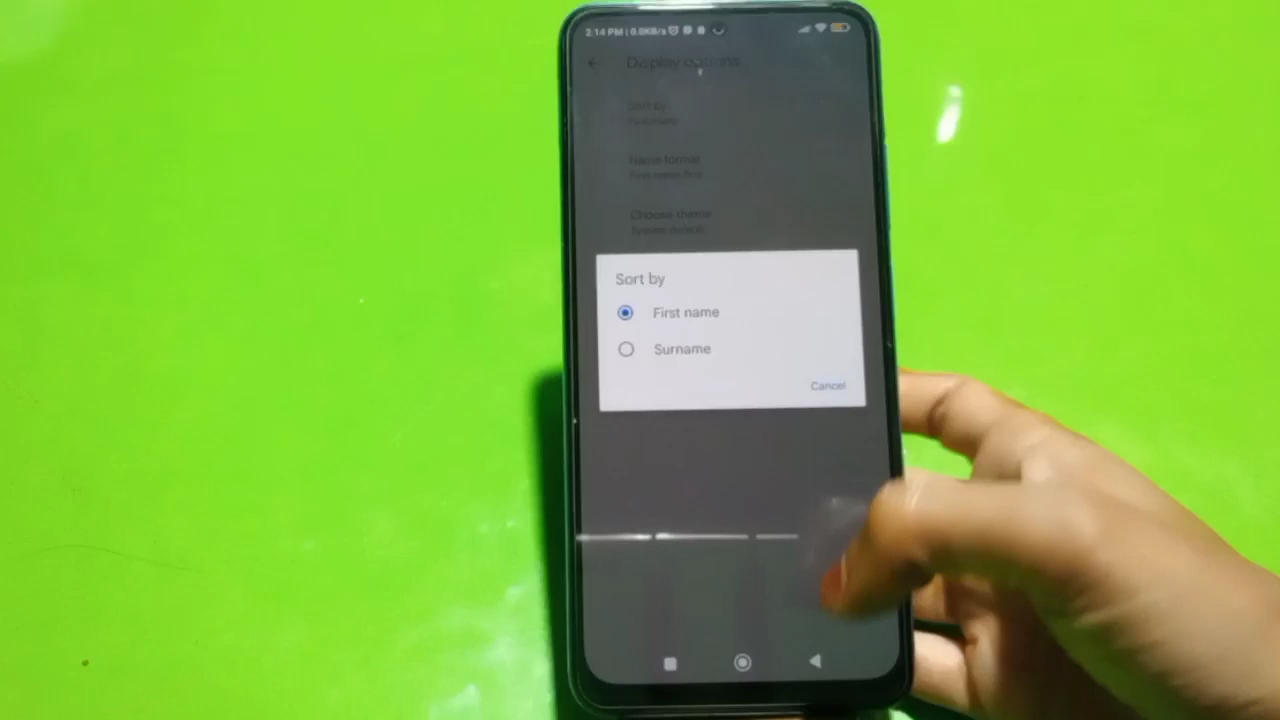 2:14 PM | 0.0KB/s
Display options
Sort by
First name
Name format
First name first
Choose theme
System default
Sort by
First name
Surname
Cancel